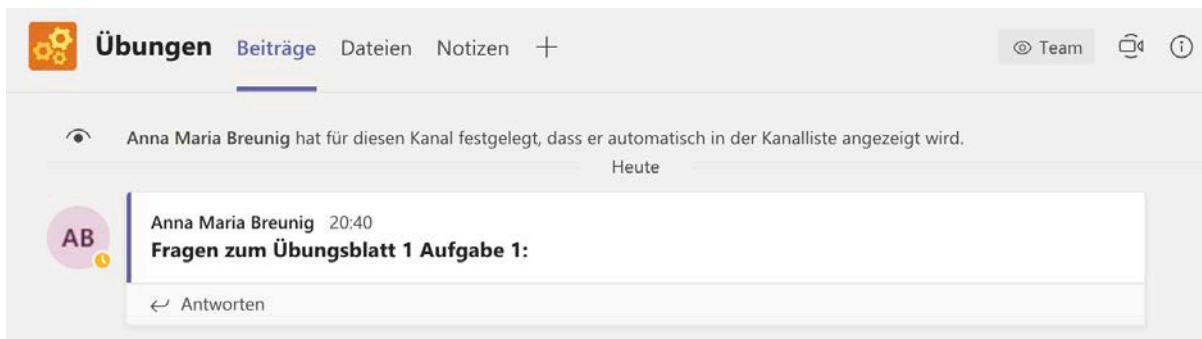 Übungen Beiträge Dateien Notizen + Team
Anna Maria Breunig hat für diesen Kanal festgelegt, dass er automatisch in der Kanalliste angezeigt wird.
Heute
AB
Anna Maria Breunig 20:40
Fragen zum Übungsblatt 1 Aufgabe 1:
Antworten